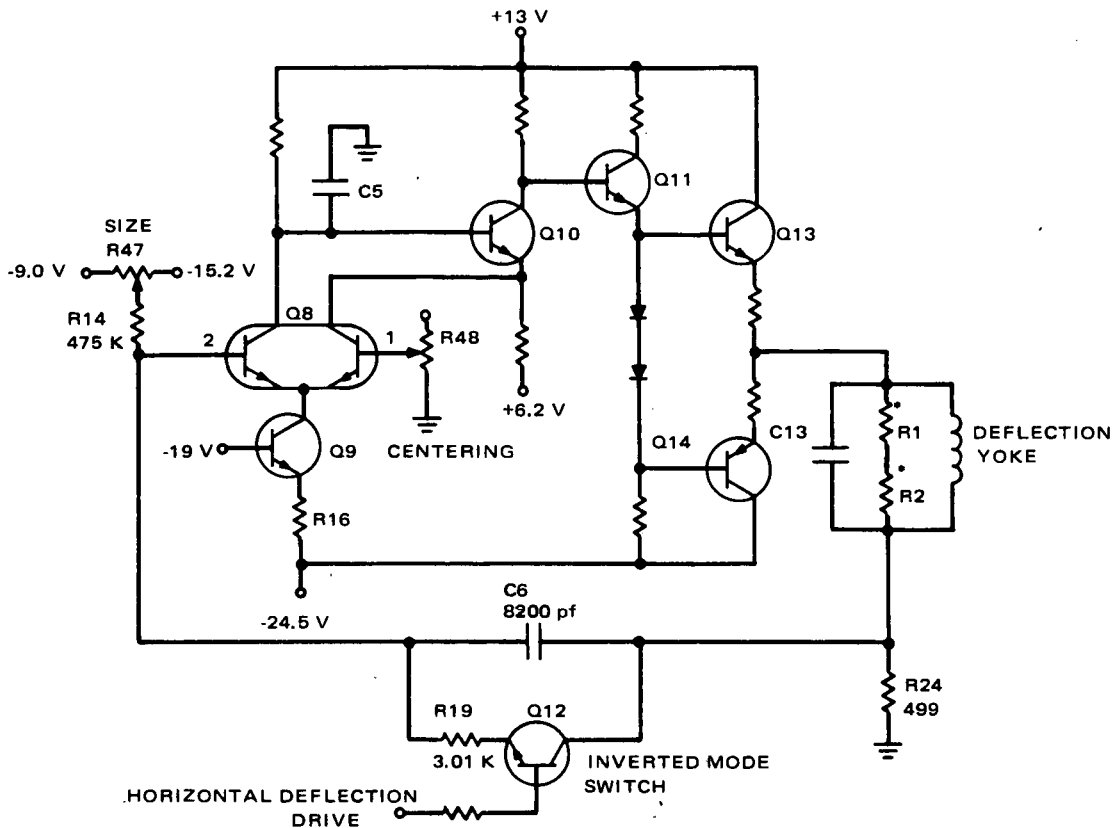 +13 V
Q11
C5
Q10
Q13
SIZE
R47
-9.0 V
-15.2 V
R14
475 K
Q8
2
1
R48
+6.2 V
CENTERING
-19 V
Q9
R16
-24.5 V
Q14
C13
R1
R2
DEFLECTION
YOKE
C6
8200 pf
R24
499
R19
3.01 K
Q12
INVERTED MODE
SWITCH
HORIZONTAL DEFLECTION
DRIVE